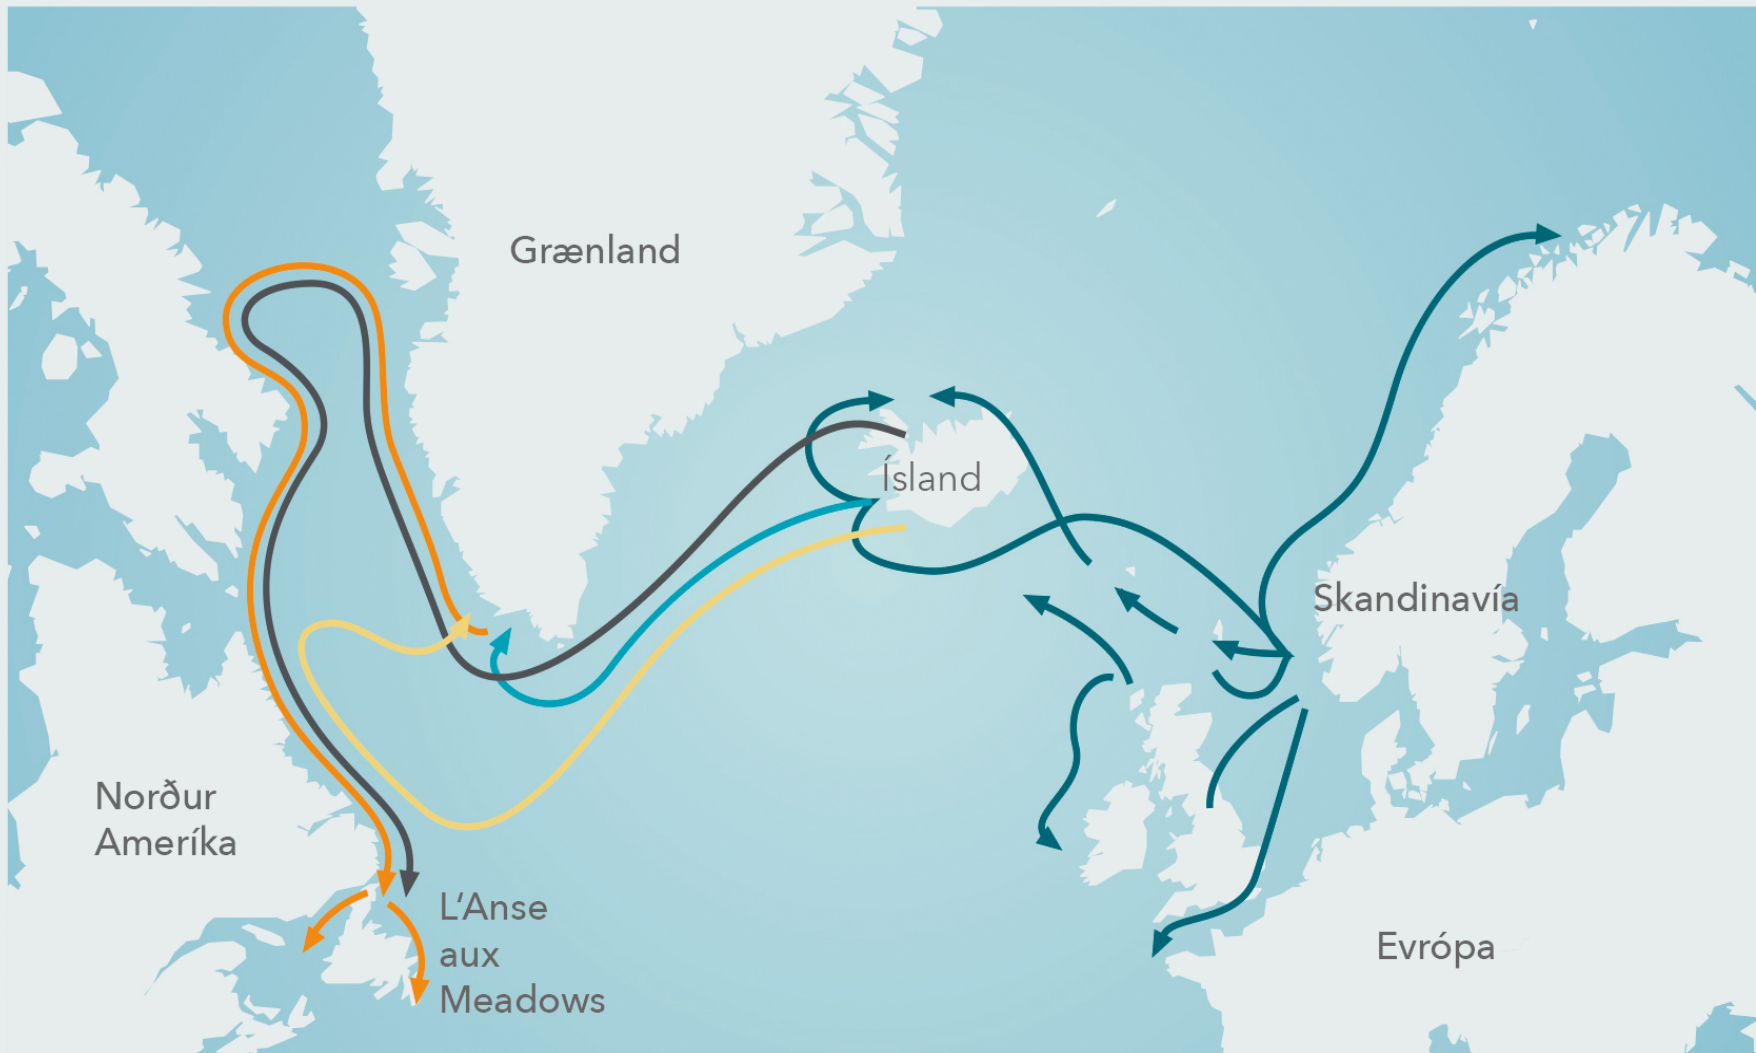 Grænland
Ísland
Skandinavía
Norður
Ameríka
L'Anse
aux
Meadows
Evrópa